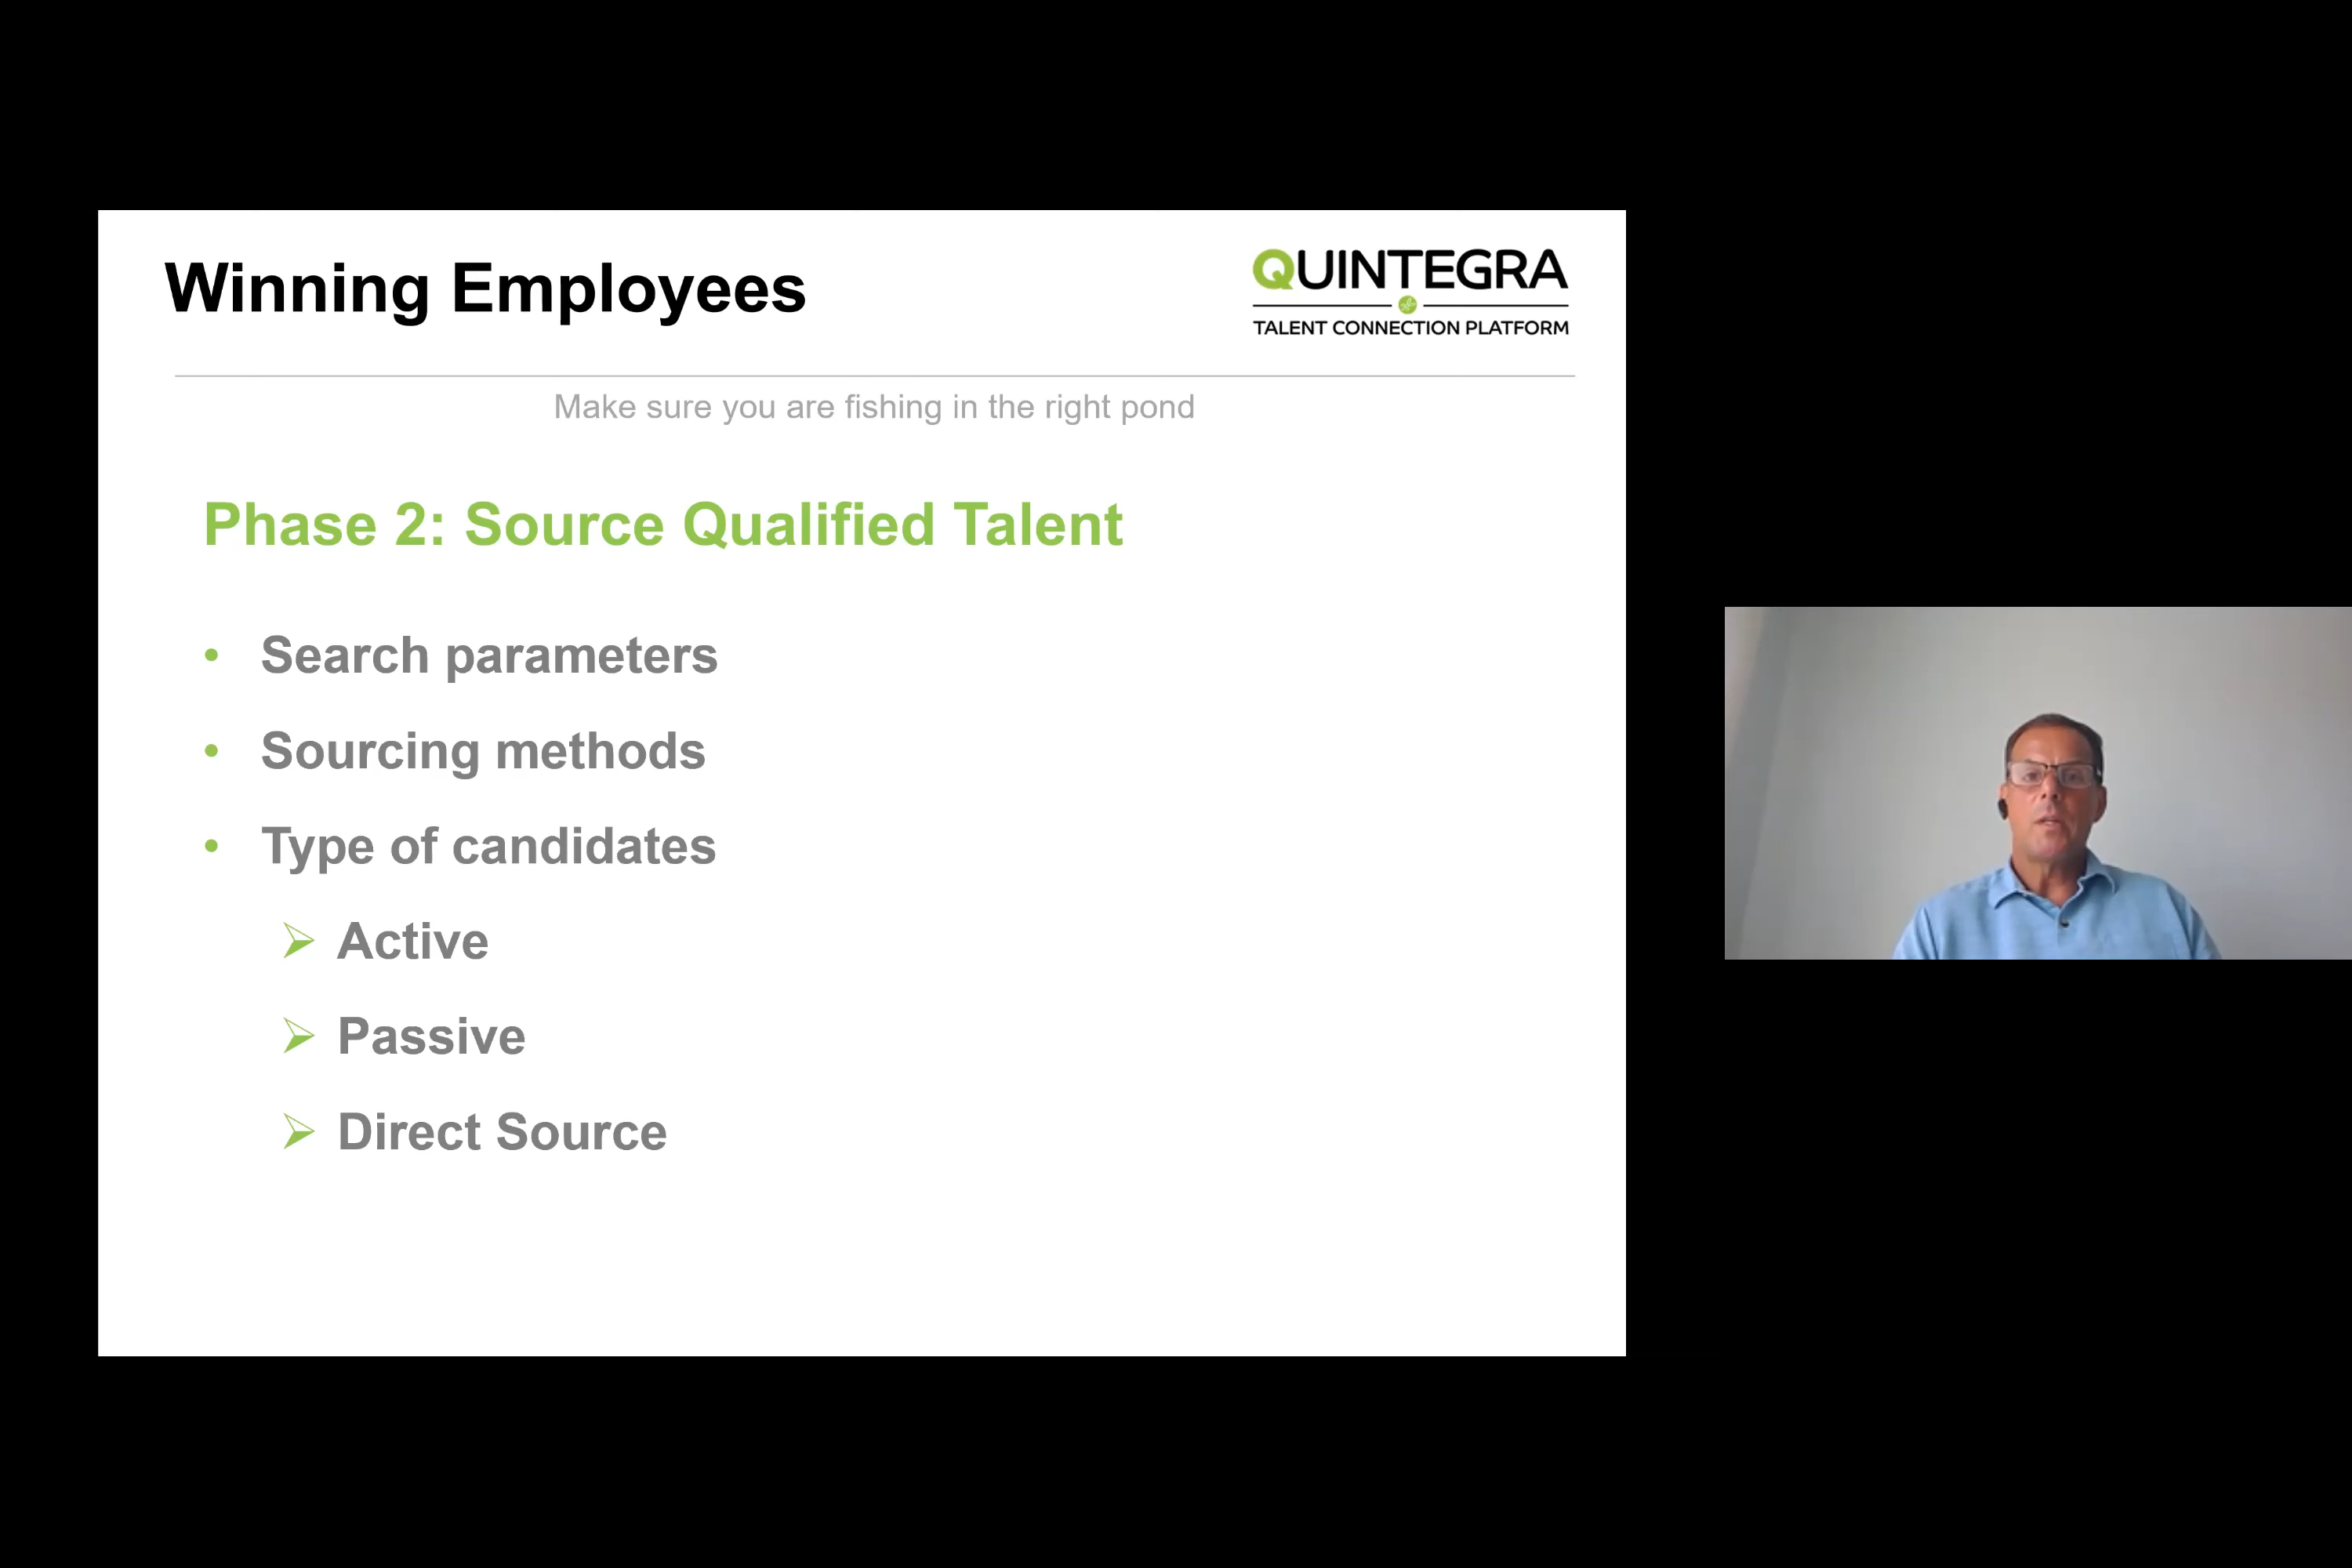 Winning Employees
QUINTEGRA
TALENT CONNECTION PLATFORM
Make sure you are fishing in the right pond
Phase 2: Source Qualified Talent
• Search parameters
• Sourcing methods
• Type of candidates
➢ Active
➢ Passive
➢ Direct Source